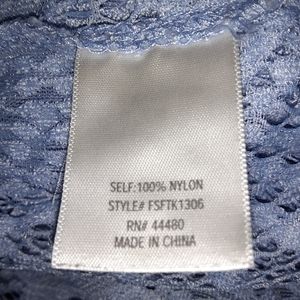 SELF: 100% NYLON
STYLE# FSFTK1306
RN# 44480
MADE IN CHINA